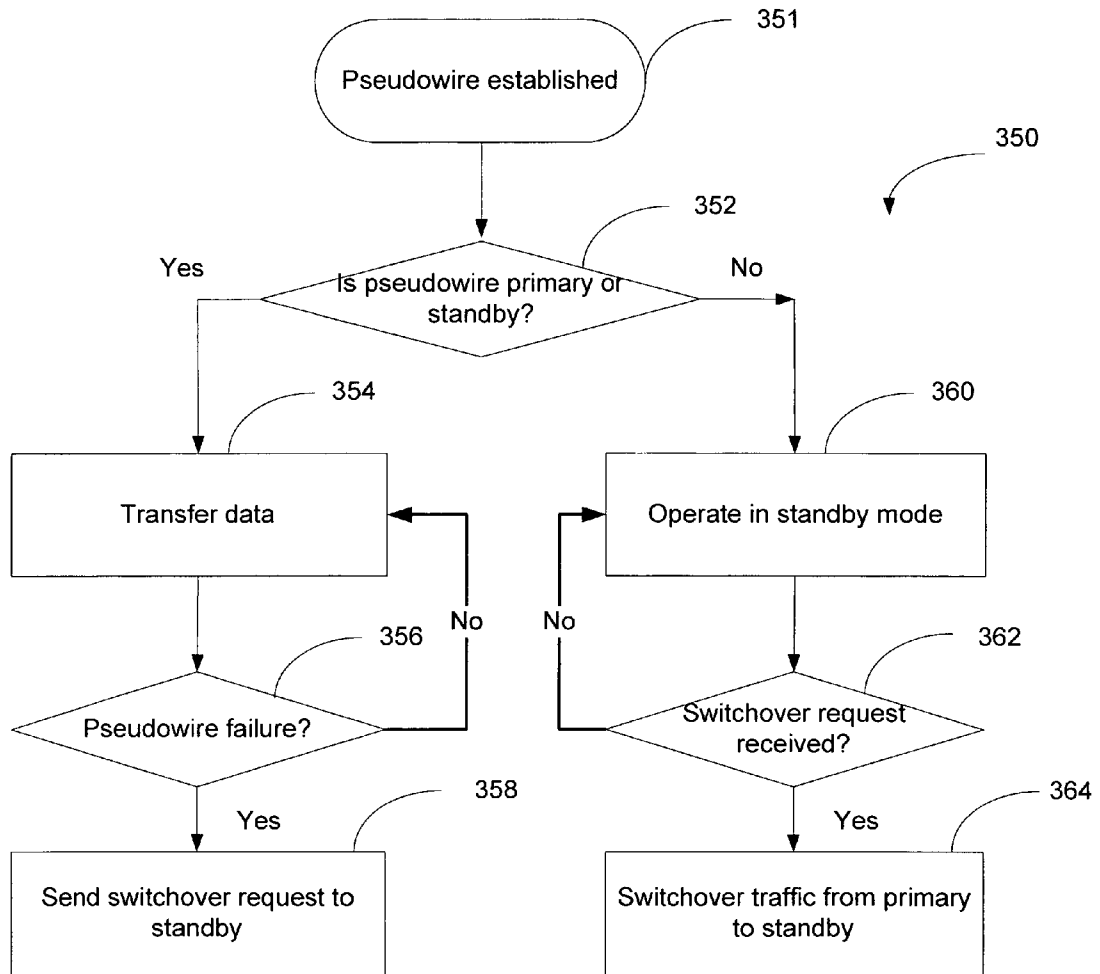 351
Pseudowire established
350
352
Yes
No
Is pseudowire primary or
standby?
354
360
Transfer data
Operate in standby mode
No
No
356
362
Pseudowire failure?
Switchover request
received?
358
364
Yes
Yes
Send switchover request to
standby
Switchover traffic from primary
to standby